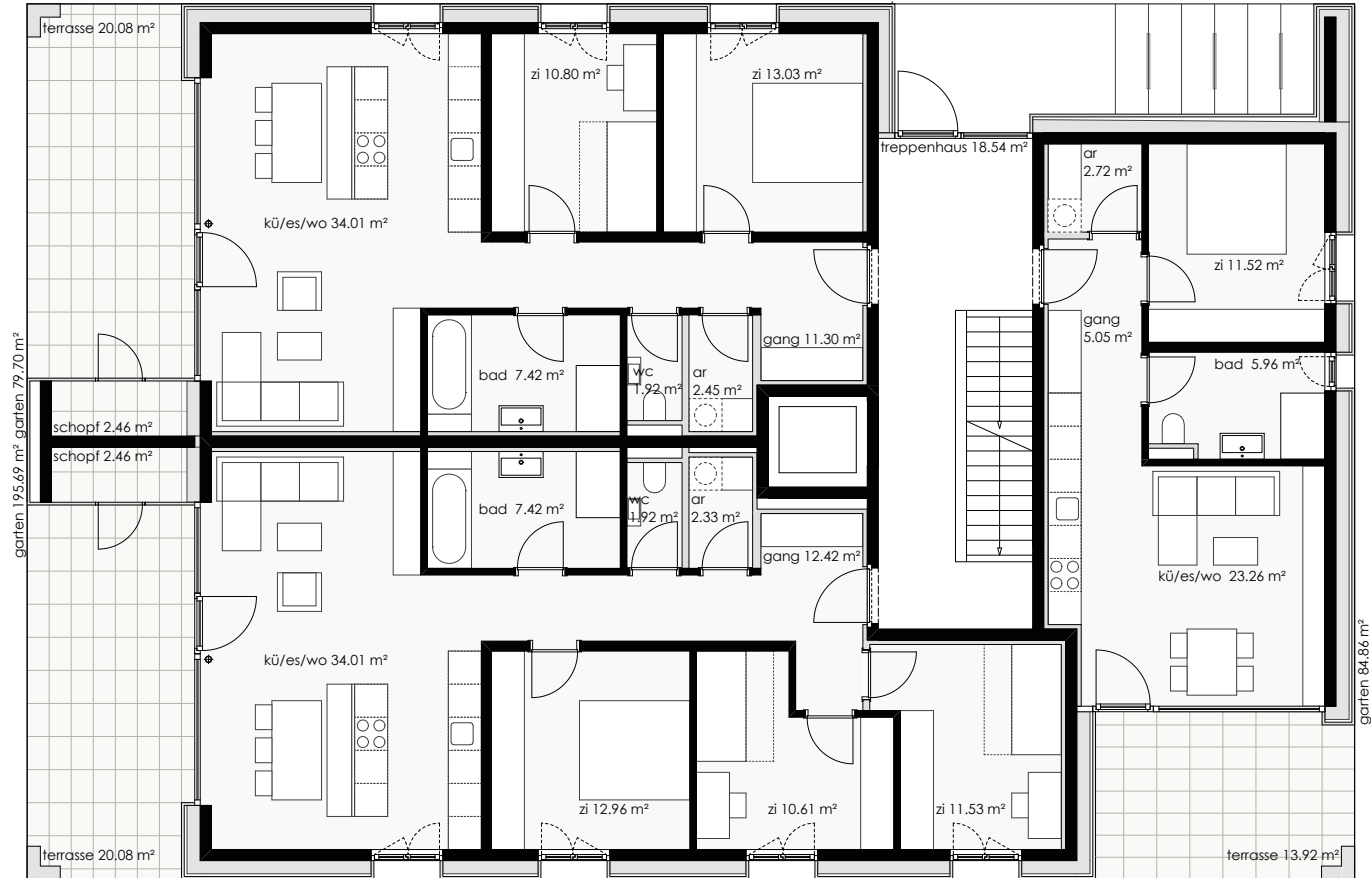 terrasse 20.08 m²
zi 10.80 m²
zi 13.03 m²
treppenhaus 18.54 m²
ar
2.72 m²
kü/es/wo 34.01 m²
zi 11.52 m²
gang
5.05 m²
gang 11.30 m²
bad 7.42 m²
wc
1.92 m²
ar
2.45 m²
bad 5.96 m²
garten 79.70 m²
schopf 2.46 m²
schopf 2.46 m²
garten 195.69 m²
bad 7.42 m²
wc
1.92 m²
ar
2.33 m²
gang 12.42 m²
kü/es/wo 23.26 m²
kü/es/wo 34.01 m²
garten 84.86 m²
zi 12.96 m²
zi 10.61 m²
zi 11.53 m²
terrasse 20.08 m²
terrasse 13.92 m²